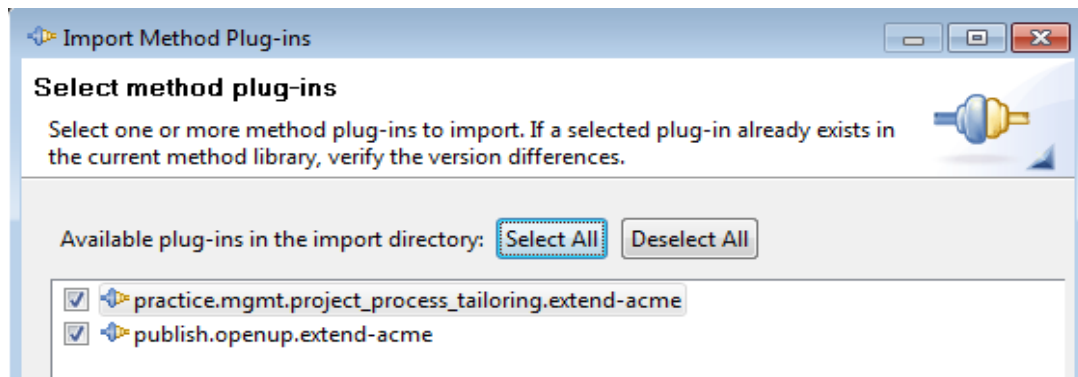 Import Method Plug-ins
Select method plug-ins
Select one or more method plug-ins to import. If a selected plug-in already exists in
the current method library, verify the version differences.
Available plug-ins in the import directory: Select All Deselect All
practice.mgmt.project_process_tailoring.extend-acme
publish.openup.extend-acme